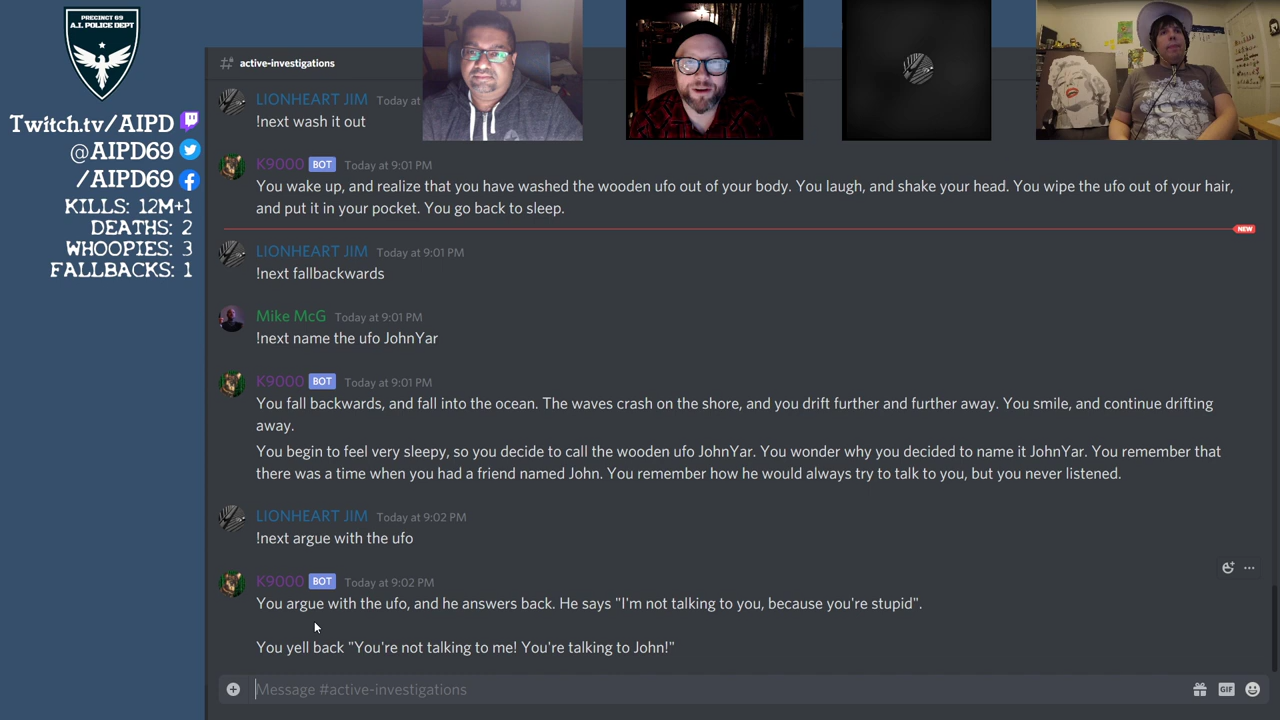 PRECINCT 69
A.I. POLICE DEPT
Twitch.tv/AIPD
@AIPD69
/AIPD69
KILLS: 12M+1
DEATHS: 2
WHOOPIES: 3
FALLBACKS: 1
active-investigations
LIONHEART JIM Today at
!next wash it out
K9000 BOT Today at 9:01 PM
You wake up, and realize that you have washed the wooden ufo out of your body. You laugh, and shake your head. You wipe the ufo out of your hair,
and put it in your pocket. You go back to sleep.
NEW
LIONHEART JIM Today at 9:01 PM
!next fallbackwards
Mike McG Today at 9:01 PM
!next name the ufo JohnYar
K9000 BOT Today at 9:01 PM
You fall backwards, and fall into the ocean. The waves crash on the shore, and you drift further and further away. You smile, and continue drifting
away.
You begin to feel very sleepy, so you decide to call the wooden ufo JohnYar. You wonder why you decided to name it JohnYar. You remember that
there was a time when you had a friend named John. You remember how he would always try to talk to you, but you never listened.
LIONHEART JIM Today at 9:02 PM
!next argue with the ufo
K9000 BOT Today at 9:02 PM
You argue with the ufo, and he answers back. He says "I'm not talking to you, because you're stupid".
You yell back "You're not talking to me! You're talking to John!"
Message #active-investigations
GIF